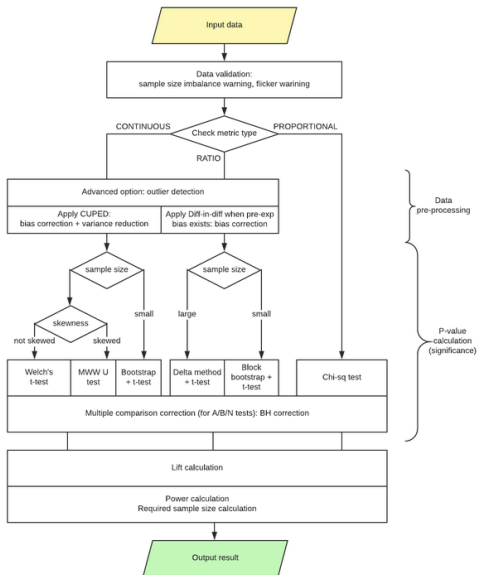 Input data
Data validation:
sample size imbalance warning, flicker warining
CONTINUOUS
Check metric type
PROPORTIONAL
RATIO
Advanced option: outlier detection
Apply CUPED:
bias correction + variance reduction
Apply Diff-in-diff when pre-exp
bias exists: bias correction
Data
pre-processing
sample size
sample size
small
large
small
skewness
not skewed
skewed
P-value
calculation
(significance)
Welch's
t-test
MWW U
test
Bootstrap
+ t-test
Delta method
+ t-test
Block
bootstrap +
t-test
Chi-sq test
Multiple comparison correction (for A/B/N tests): BH correction
Lift calculation
Power calculation
Required sample size calculation
Output result